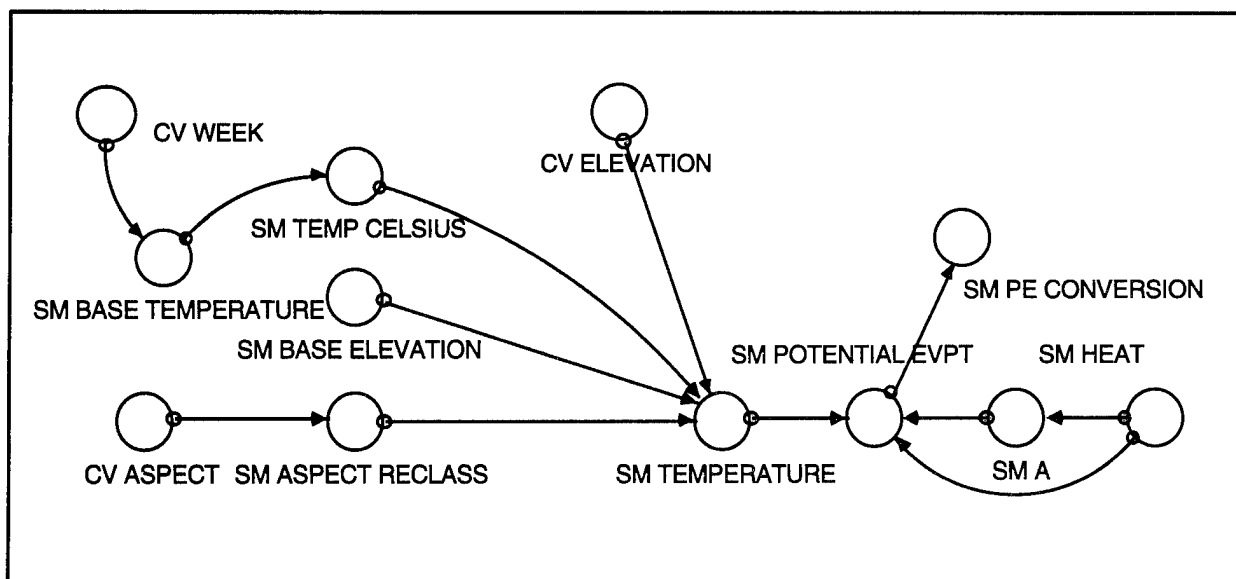 CV WEEK
CV ELEVATION
SM TEMP CELSIUS
SM PE CONVERSION
SM BASE TEMPERATURE
SM BASE ELEVATION
SM POTENTIAL EVPT
SM HEAT
CV ASPECT
SM ASPECT RECLASS
SM TEMPERATURE
SM A